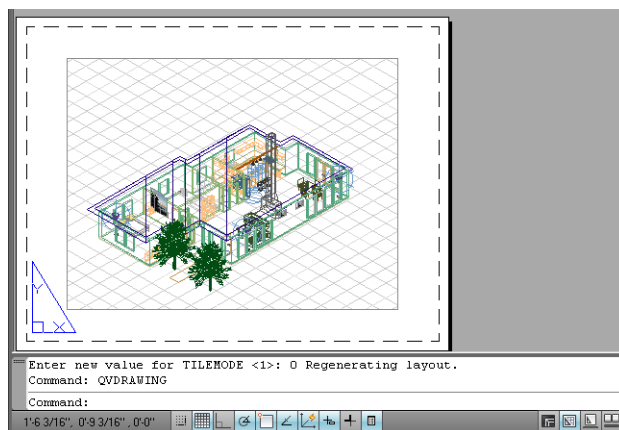 Y
X
Enter new value for TILEMODE <1>: 0 Regenerating layout.
Command: QVDRAWING
Command:
1'-6 3/16", 0'-9 3/16" , 0'-0"